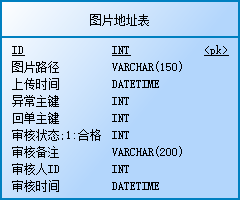 图片地址表
ID INT <pk>
图片路径 VARCHAR(150)
上传时间 DATETIME
异常主键 INT
回单主键 INT
审核状态;1:合格 INT
审核备注 VARCHAR(200)
审核人ID INT
审核时间 DATETIME